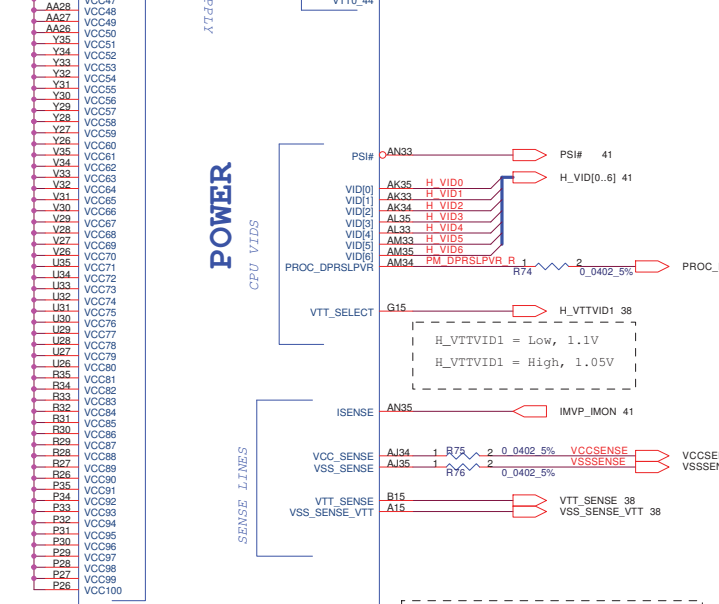 VCC47
AA28 VCC48
AA27 VCC49
AA26 VCC50
Y35 VCC51
Y34 VCC52
Y33 VCC53
Y32 VCC54
Y31 VCC55
Y30 VCC56
Y29 VCC57
Y28 VCC58
Y27 VCC59
Y26 VCC60
V35 VCC61
V34 VCC62
V33 VCC63
V32 VCC64
V31 VCC65
V30 VCC66
V29 VCC67
V28 VCC68
V27 VCC69
V26 VCC70
U35 VCC71
U34 VCC72
U33 VCC73
U32 VCC74
U31 VCC75
U30 VCC76
U29 VCC77
U28 VCC78
U27 VCC79
U26 VCC80
R35 VCC81
R34 VCC82
R33 VCC83
R32 VCC84
R31 VCC85
R30 VCC86
R29 VCC87
R28 VCC88
R27 VCC89
R26 VCC90
P35 VCC91
P34 VCC92
P33 VCC93
P32 VCC94
P31 VCC95
P30 VCC96
P29 VCC97
P28 VCC98
P27 VCC99
P26 VCC100
PPLY
POWER
CPU VIDS
SENSE LINES
PSI# AN33 PSI# 41
H_VID[0..6] 41
VID[0] AK35 H_VID0
VID[1] AK33 H_VID1
VID[2] AK34 H_VID2
VID[3] AL35 H_VID3
VID[4] AL33 H_VID4
VID[5] AM33 H_VID5
VID[6] AM35 H_VID6
PROC_DPRSLPVR AM34 PM_DPRSLPVR_R 1 R74 2 0_0402_5% PROC_
VTT_SELECT G15 H_VTTVID1 38
H_VTTVID1 = Low, 1.1V
H_VTTVID1 = High, 1.05V
ISENSE AN35 IMVP_IMON 41
VCC_SENSE AJ34 1 R75 2 0_0402_5% VCCSENSE VCCSE
VSS_SENSE AJ35 1 R76 2 0_0402_5% VSSSENSE VSSSE
VTT_SENSE B15 VTT_SENSE 38
VSS_SENSE_VTT A15 VSS_SENSE_VTT 38